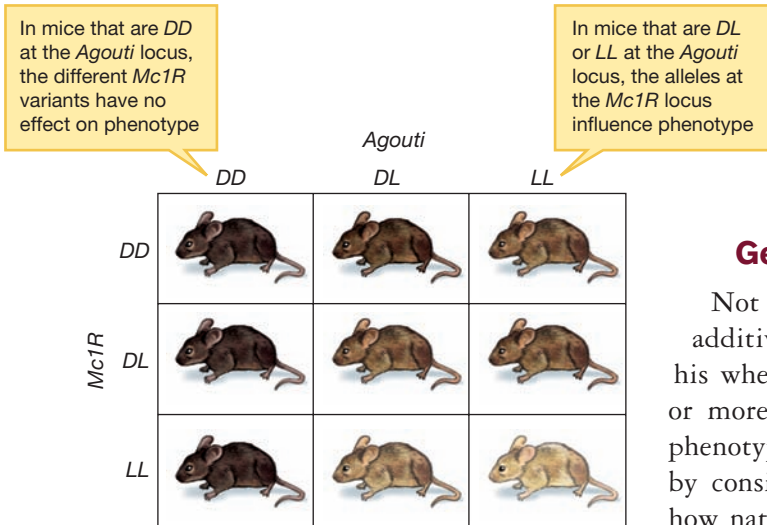 In mice that are DD
at the Agouti locus,
the different Mc1R
variants have no
effect on phenotype
In mice that are DL
or LL at the Agouti
locus, the alleles at
the Mc1R locus
influence phenotype
Agouti
DD DL LL
DD
Mc1R
DL
LL
Ge
Not
additiv
his whe
or more
phenotyp
by consi
how nat